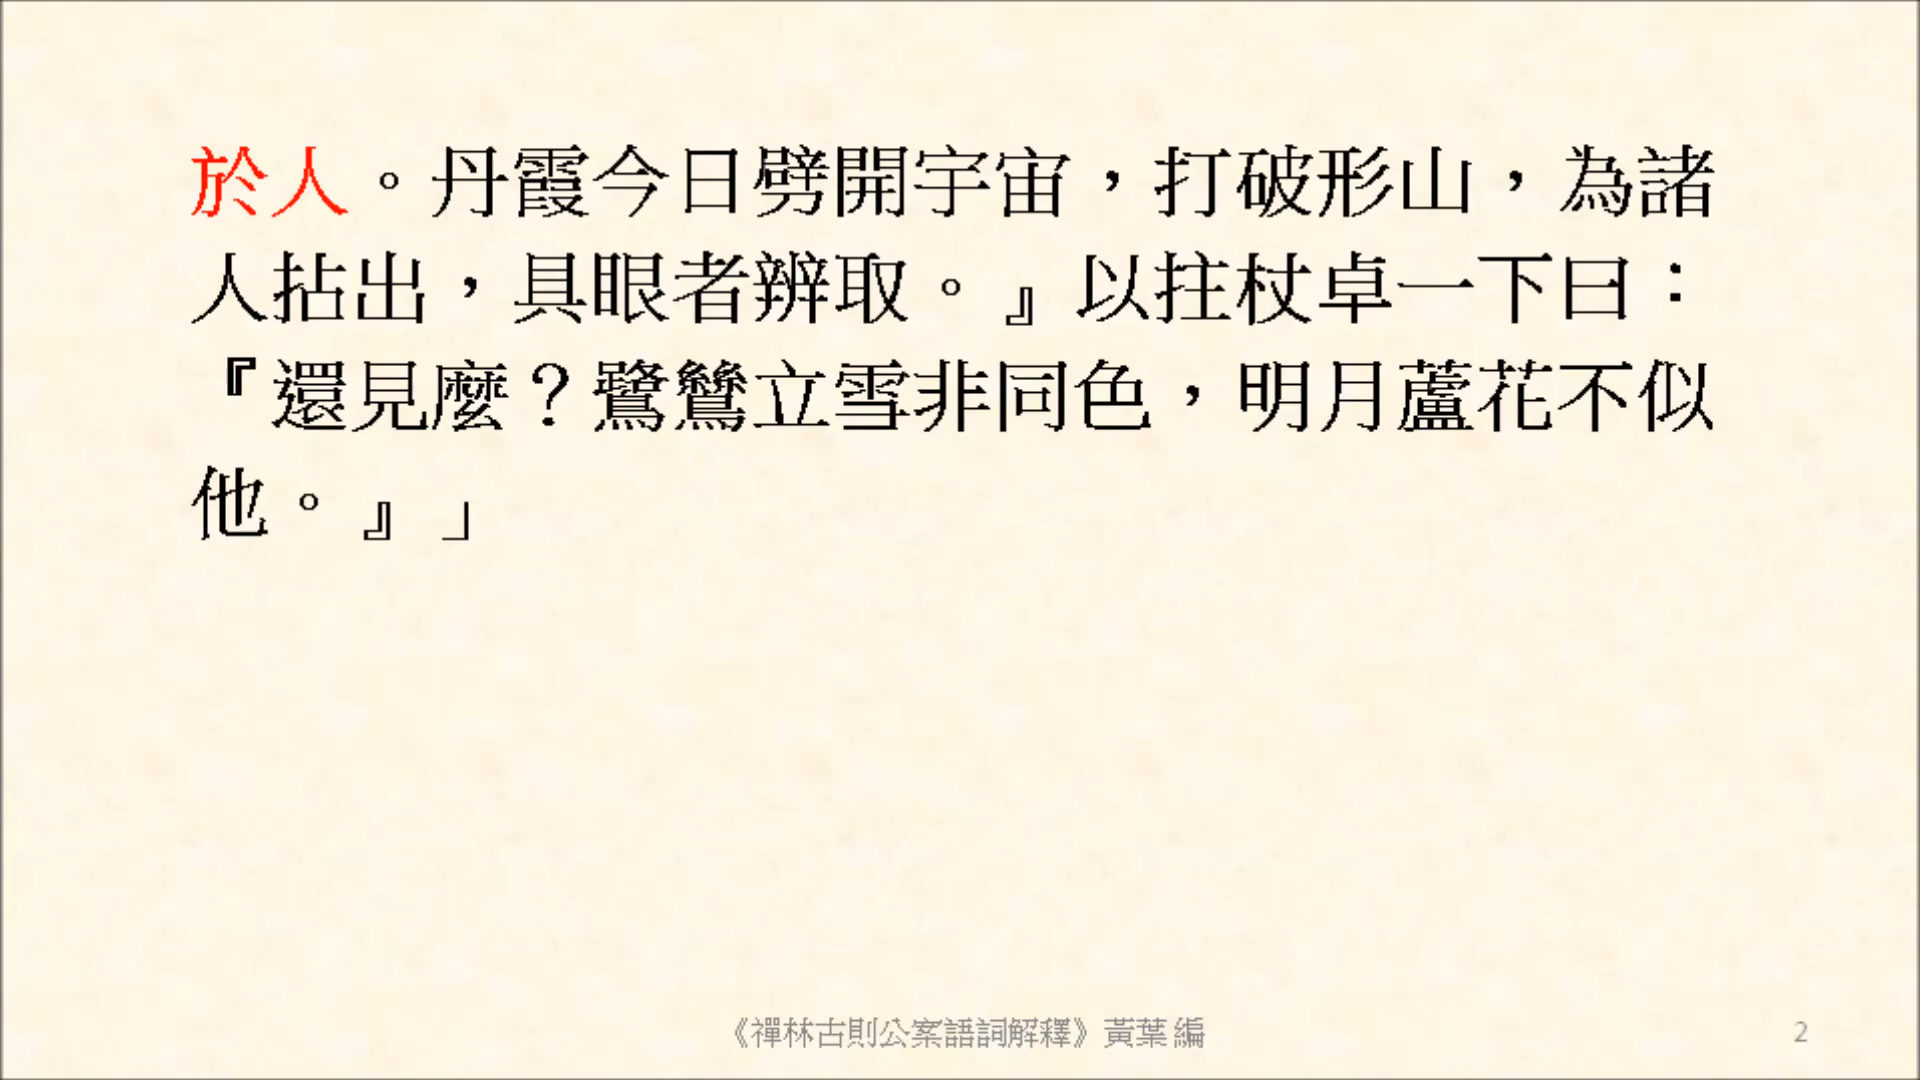 於人。丹霞今日劈開宇宙，打破形山，為諸
人拈出，具眼者辨取。』以拄杖卓一下曰：
『還見麼？鷺鷥立雪非同色，明月蘆花不似
他。』」
《禪林古則公案語詞解釋》黃葉 編
2